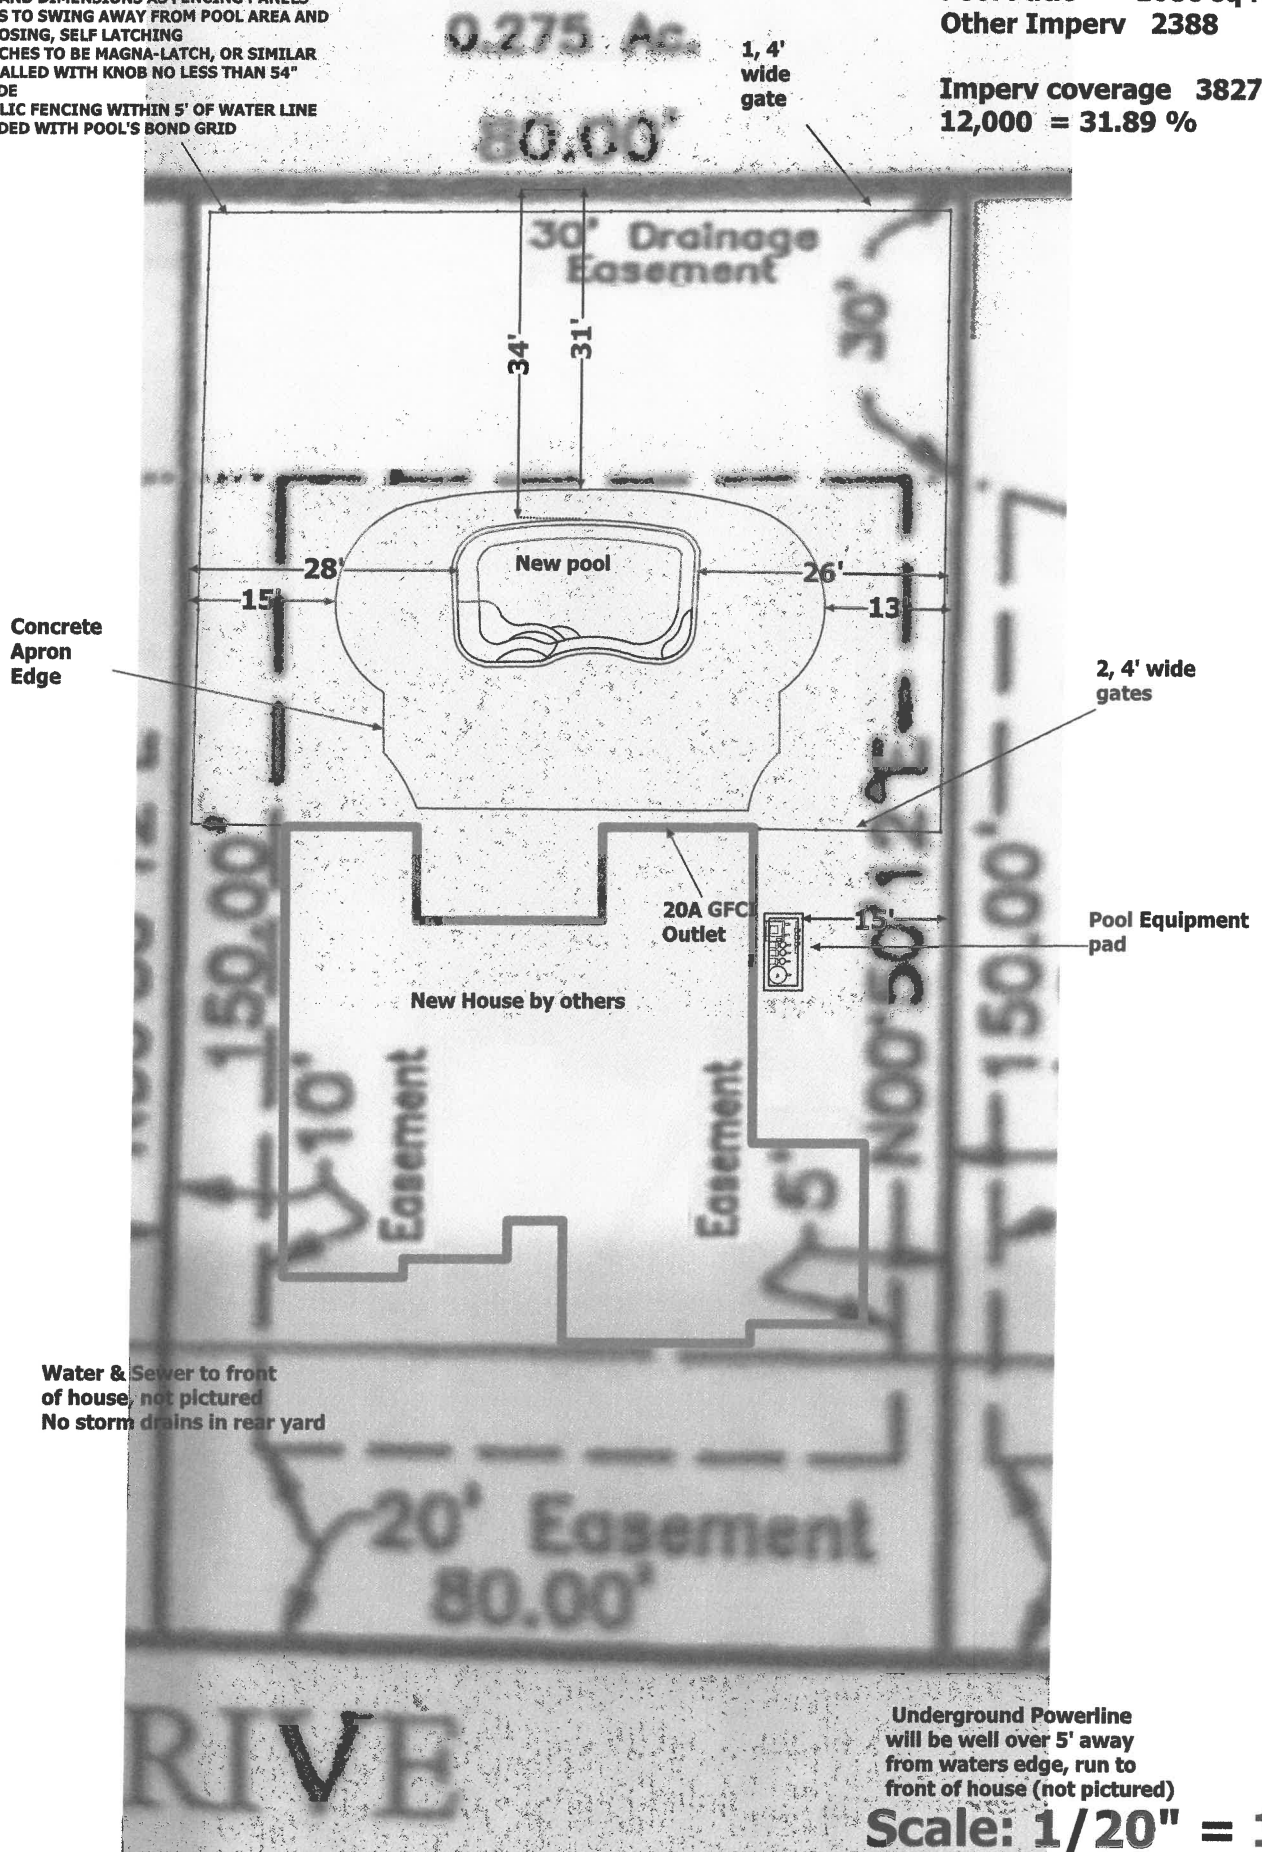 S TO SWING AWAY FROM POOL AREA AND
OSING, SELF LATCHING
CHES TO BE MAGNA-LATCH, OR SIMILAR
ALLED WITH KNOB NO LESS THAN 54"
DE
LIC FENCING WITHIN 5' OF WATER LINE
DED WITH POOL'S BOND GRID
0.275 Ac.
80.00'
1, 4'
wide
gate
Other Imperv 2388
Imperv coverage 3827
12,000 = 31.89 %
30' Drainage
Easement
30'
34'
31'
New pool
28'
26'
15'
13'
Concrete
Apron
Edge
2, 4' wide
gates
20A GFCI
Outlet
15'
Pool Equipment
pad
New House by others
150.00'
N00°50'12"E
150.00'
10'
Easement
Easement
5'
Water & Sewer to front
of house, not pictured
No storm drains in rear yard
20' Easement
80.00'
RIVE
Underground Powerline
will be well over 5' away
from waters edge, run to
front of house (not pictured)
Scale: 1/20" =